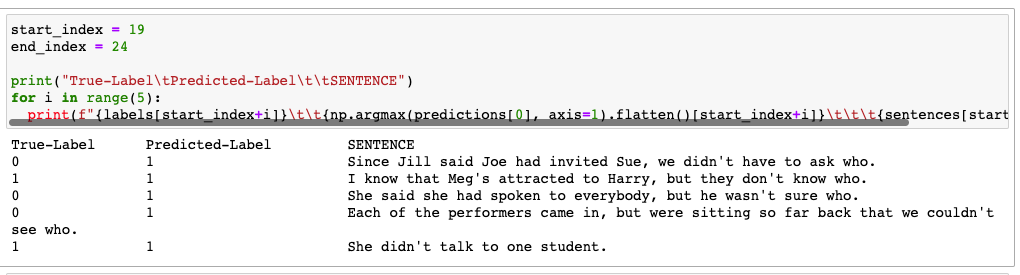 start_index = 19
end_index = 24
print("True-Label\tPredicted-Label\t\tSENTENCE")
for i in range(5):
print(f"{labels[start_index+i]}\t\t{np.argmax(predictions[0], axis=1).flatten()[start_index+i]}\t\t\t\t{sentences[start
True-Label Predicted-Label SENTENCE
0 1 Since Jill said Joe had invited Sue, we didn't have to ask who.
1 1 I know that Meg's attracted to Harry, but they don't know who.
0 1 She said she had spoken to everybody, but he wasn't sure who.
0 1 Each of the performers came in, but were sitting so far back that we couldn't
see who.
1 1 She didn't talk to one student.